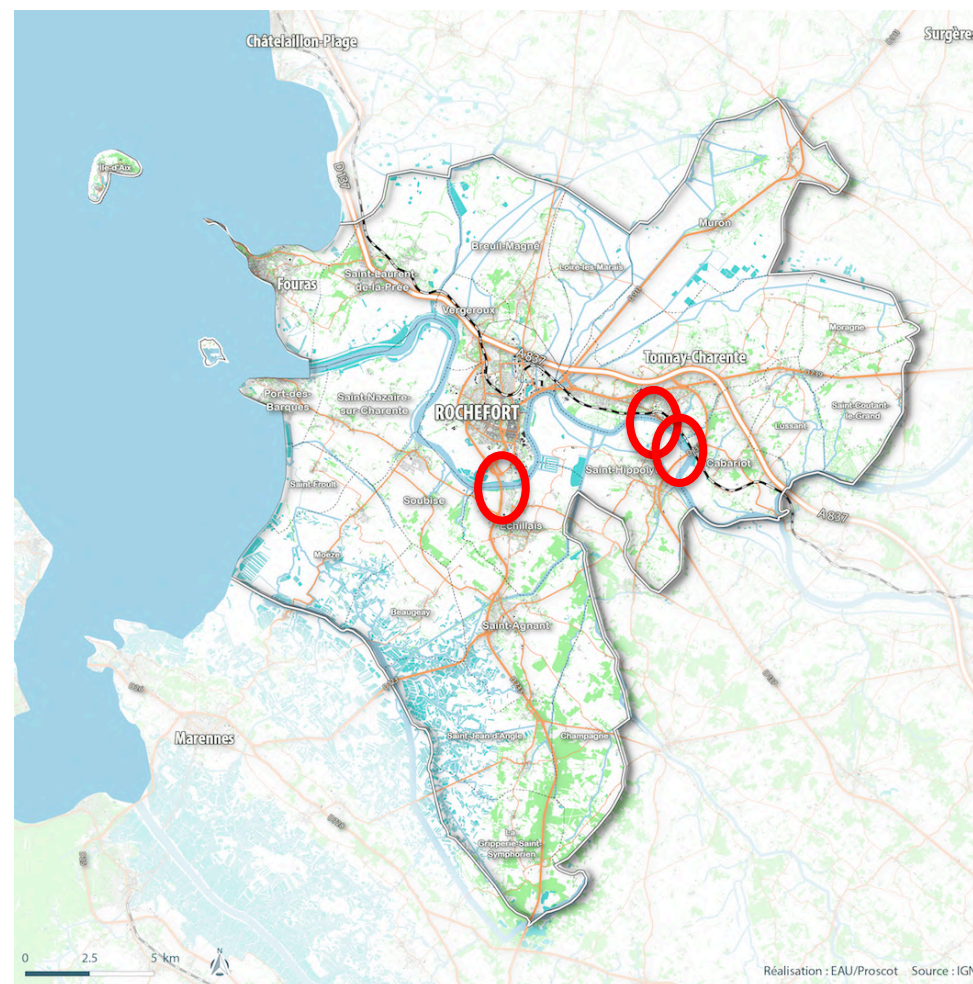 Châtelaillon-Plage
Surgères
D 137
Île-d'Aix
Muron
Breuil-Magné
Loire-les-Marais
Saint-Laurent-
de-la-Prée
Fouras
Vergeroux
Moragne
A 837
Tonnay-Charente
Port-des-
Barques
Saint-Nazaire-
sur-Charente
ROCHEFORT
Saint-Coutant-
le-Grand
Lussant
Saint-Hippoly
Cabariot
Saint-Froult
Soubise
A 837
Echillais
Moëze
Beaugeay
Saint-Agnant
Marennes
Saint-Jean-d'Angle
Champagne
La
Gripperie-Saint-
Symphorien
0 2.5 5 km
N
Réalisation : EAU/Proscot Source : IGN